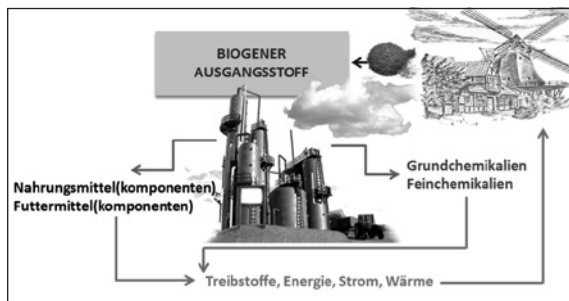 BIOGENER
AUSGANGSSTOFF
Nahrungsmittel(komponenten)
Futtermittel(komponenten)
Grundchemikalien
Feinchemikalien
Treibstoffe, Energie, Strom, Wärme